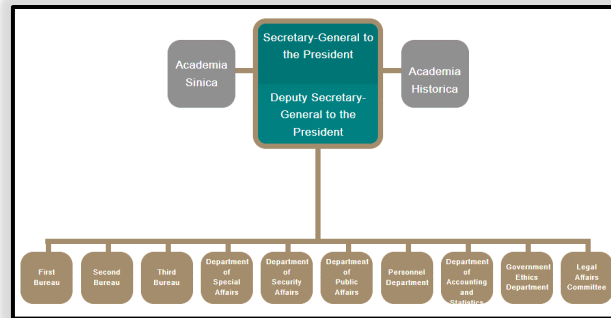 Secretary-General to
the President
Deputy Secretary-
General to the
President
Academia
Sinica
Academia
Historica
First
Bureau
Second
Bureau
Third
Bureau
Department
of
Special
Affairs
Department
of
Security
Affairs
Department
of
Public
Affairs
Personnel
Department
Department
of
Accounting
and
Statistics
Government
Ethics
Department
Legal
Affairs
Committee